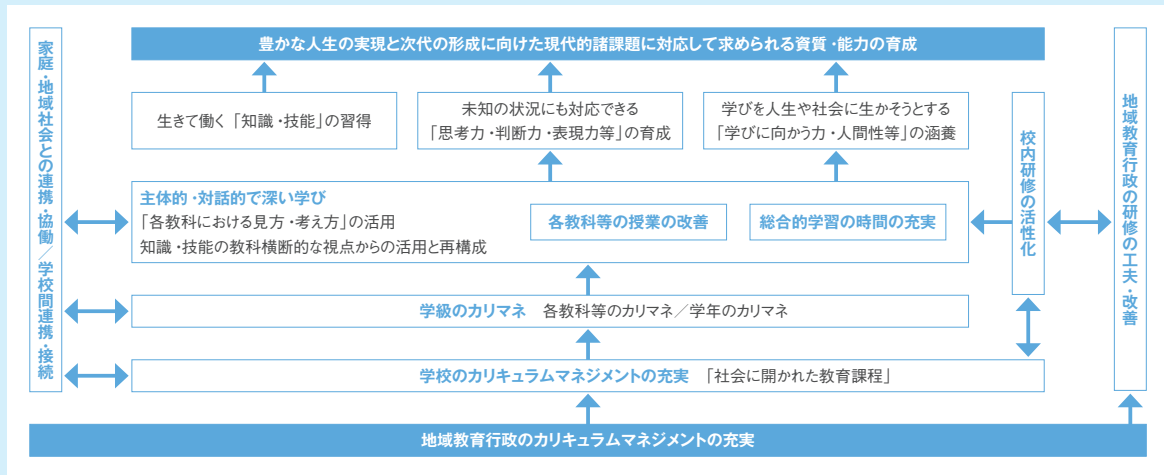 豊かな人生の実現と次代の形成に向けた現代的諸課題に対応して求められる資質・能力の育成
家庭・地域社会との連携・協働／学校間連携・接続
生きて働く「知識・技能」の習得
未知の状況にも対応できる
「思考力・判断力・表現力等」の育成
学びを人生や社会に生かそうとする
「学びに向かう力・人間性等」の涵養
校内研修の活性化
地域教育行政の研修の工夫・改善
主体的・対話的で深い学び
「各教科における見方・考え方」の活用
知識・技能の教科横断的な視点からの活用と再構成
各教科等の授業の改善
総合的学習の時間の充実
学級のカリマネ 各教科等のカリマネ／学年のカリマネ
学校のカリキュラムマネジメントの充実 「社会に開かれた教育課程」
地域教育行政のカリキュラムマネジメントの充実